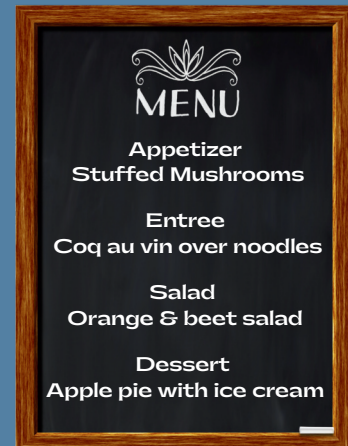 MENU
Appetizer
Stuffed Mushrooms
Entree
Coq au vin over noodles
Salad
Orange & beet salad
Dessert
Apple pie with ice cream